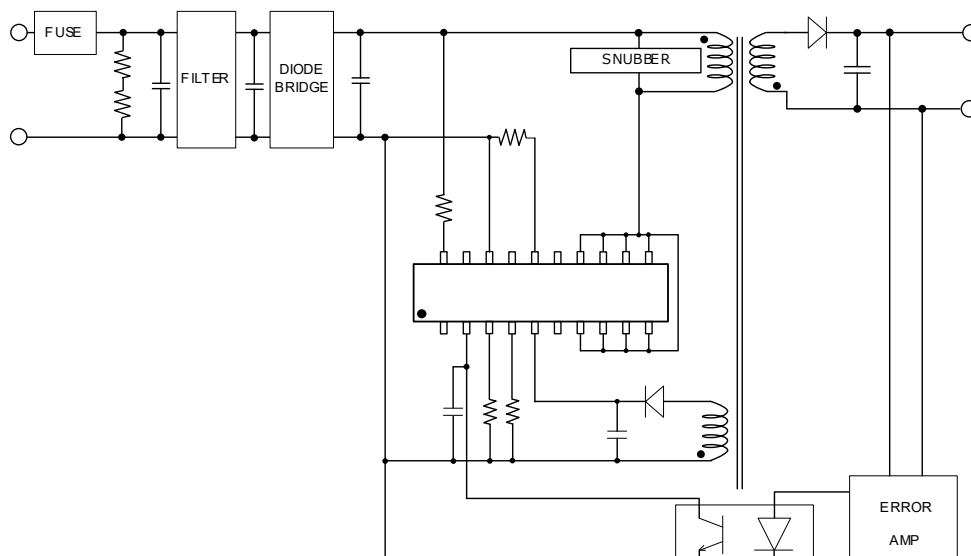 FUSE
FILTER
DIODE
BRIDGE
SNUBBER
ERROR
AMP